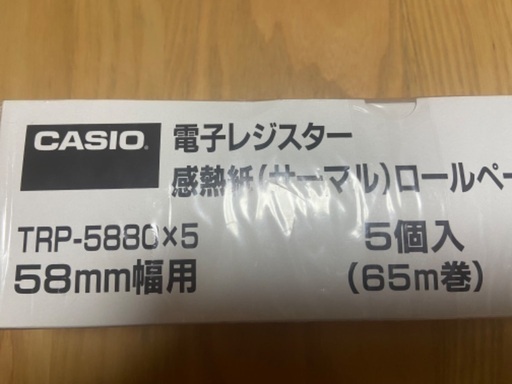 CASIO
電子レジスター
感熱紙(サーマル)ロールペー
TRP-5880×5
5個入
58mm幅用
(65m巻)